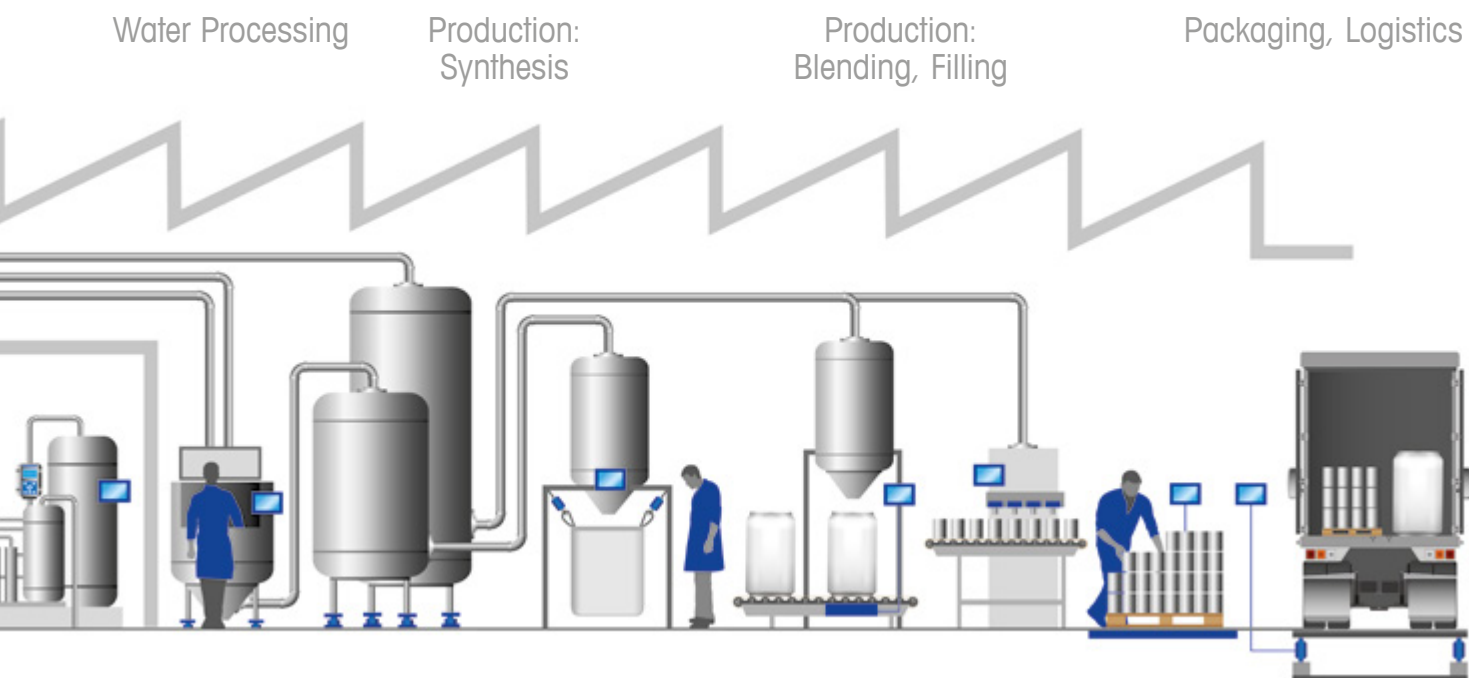 Water Processing
Production:
Synthesis
Production:
Blending, Filling
Packaging, Logistics